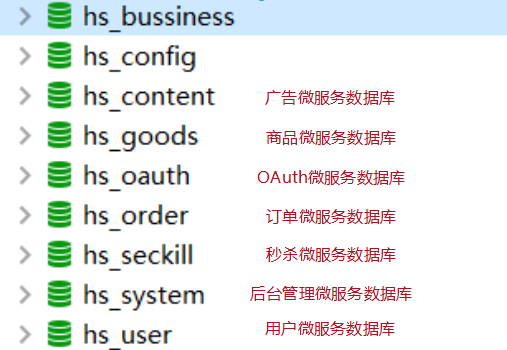 hs_bussiness
hs_config
hs_content 广告微服务数据库
hs_goods 商品微服务数据库
hs_oauth OAuth微服务数据库
hs_order 订单微服务数据库
hs_seckill 秒杀微服务数据库
hs_system 后台管理微服务数据库
hs_user 用户微服务数据库